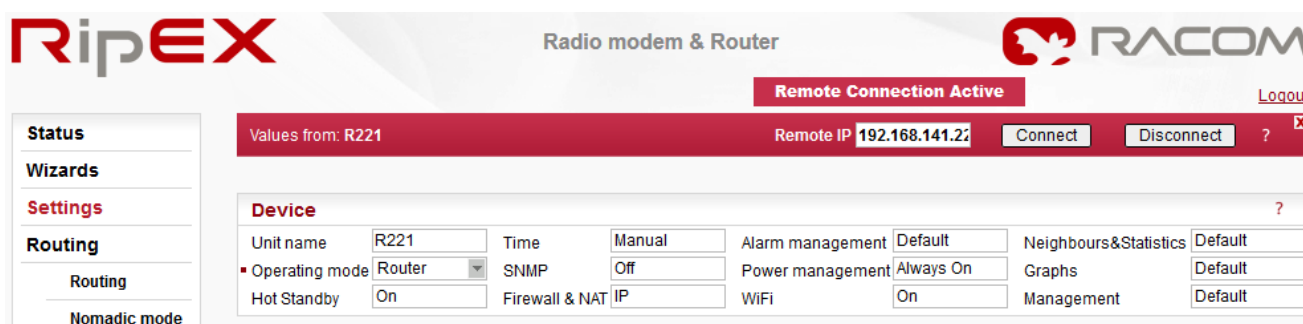 RipEX
Radio modem & Router
RACOM
Remote Connection Active
Logou
Status
Wizards
Settings
Routing
Routing
Nomadic mode
Values from: R221
Remote IP 192.168.141.22
Connect
Disconnect
?
x
Device
?
Unit name R221 Time Manual Alarm management Default Neighbours&Statistics Default
Operating mode Router SNMP Off Power management Always On Graphs Default
Hot Standby On Firewall & NAT IP WiFi On Management Default